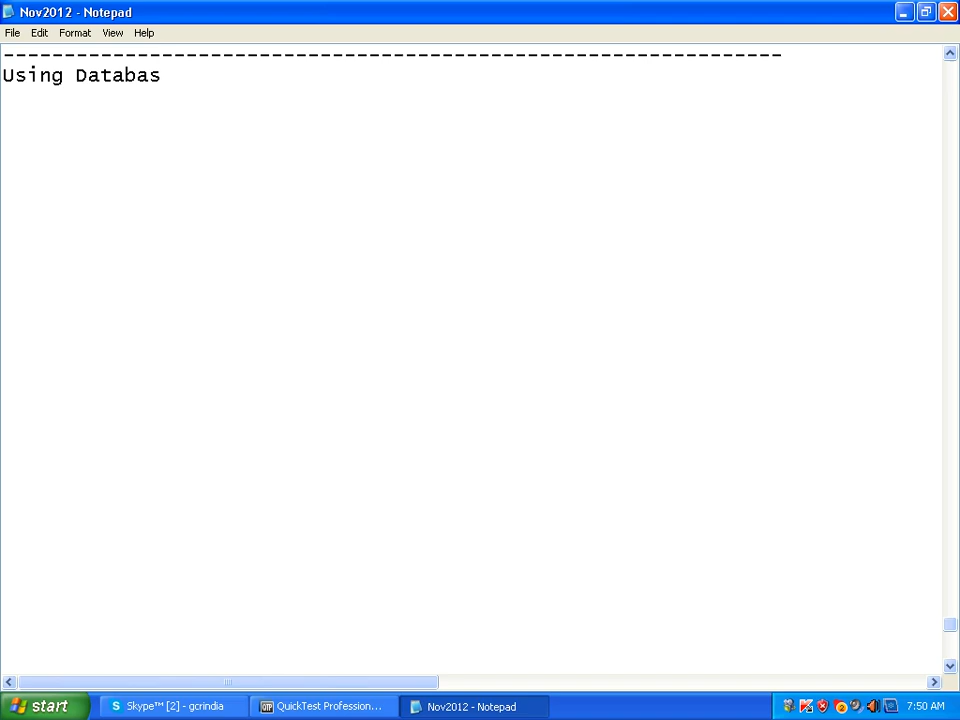 Nov2012 - Notepad
File Edit Format View Help
----------------------------------------------------------------
Using Databas
start Skype™ [2] - gcrindia QTP QuickTest Profession... Nov2012 - Notepad 7:50 AM